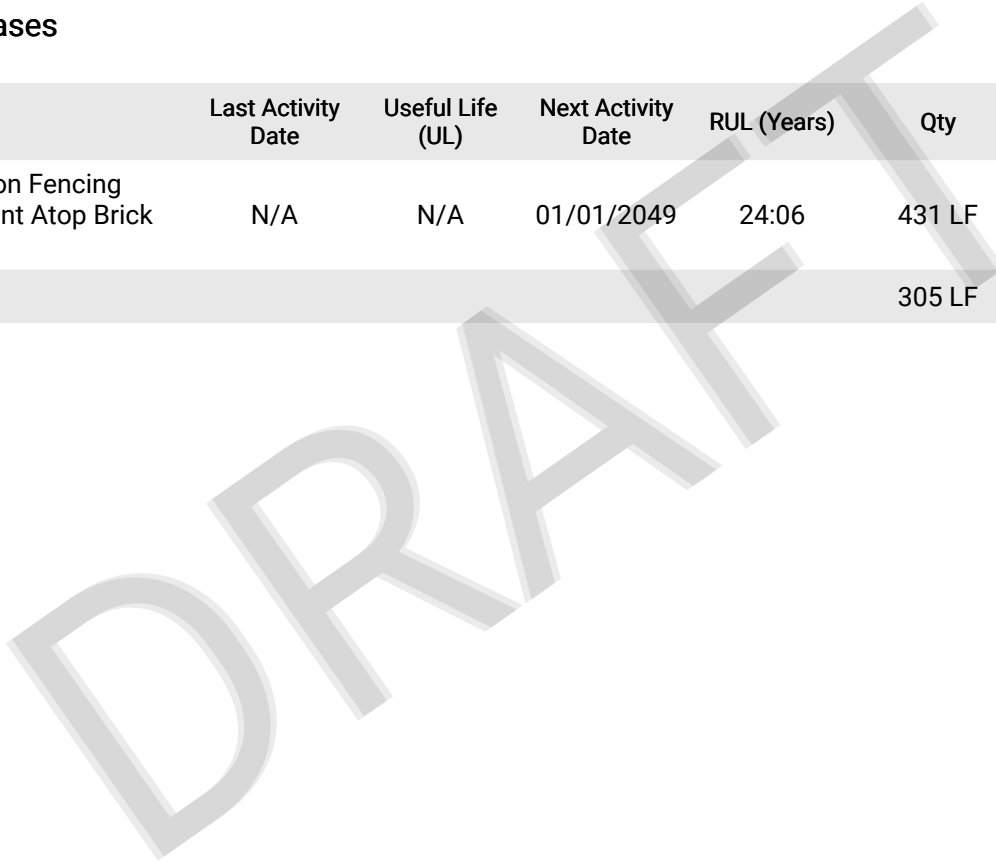 ases
Last Activity Date Useful Life (UL) Next Activity Date RUL (Years) Qty
on Fencing
nt Atop Brick N/A N/A 01/01/2049 24:06 431 LF
305 LF
DRAFT